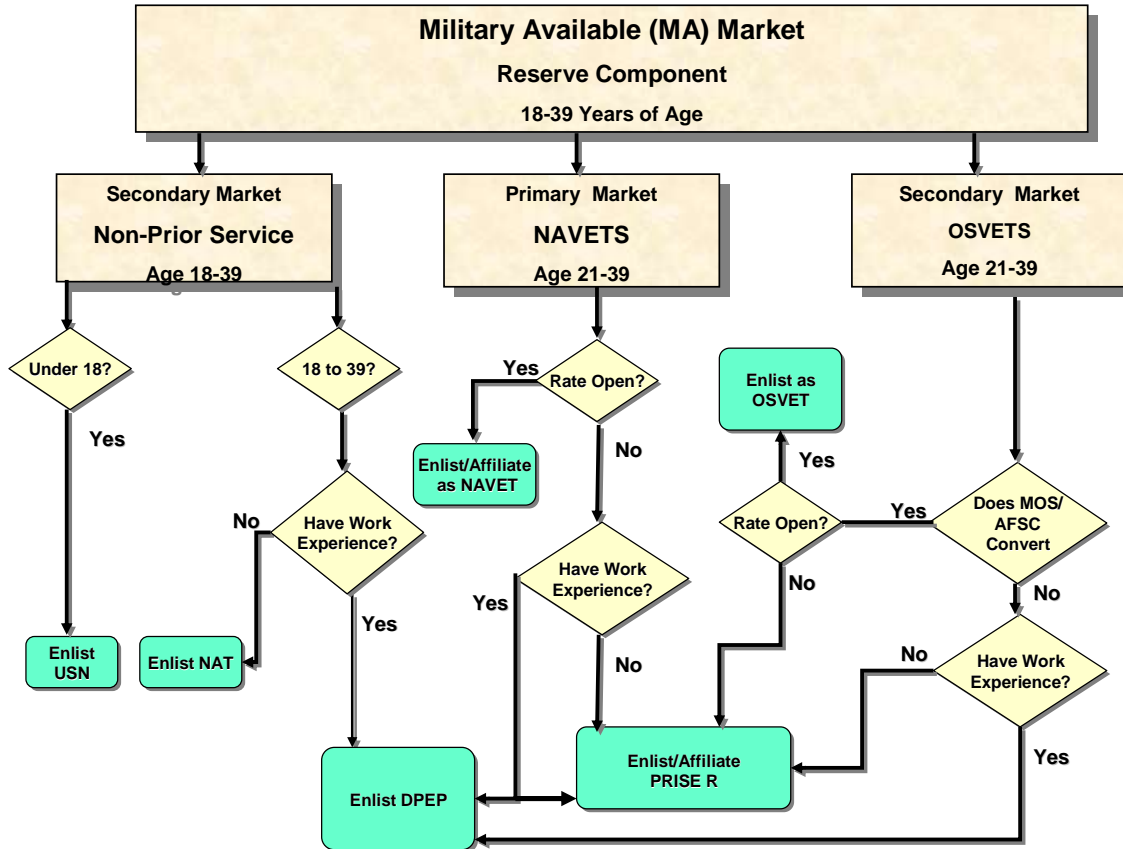 Military Available (MA) Market
Reserve Component
18-39 Years of Age
Secondary Market
Non-Prior Service
Age 18-39
Primary Market
NAVETS
Age 21-39
Secondary Market
OSVETS
Age 21-39
Under 18?
18 to 39?
Yes
Rate Open?
Enlist as
OSVET
Yes
Enlist/Affiliate
as NAVET
No
Yes
No
Have Work
Experience?
Rate Open?
Yes
Does MOS/
AFSC
Convert
Yes
Have Work
Experience?
No
No
Yes
No
No
Have Work
Experience?
Enlist
USN
Enlist NAT
Enlist DPEP
Enlist/Affiliate
PRISE R
Yes